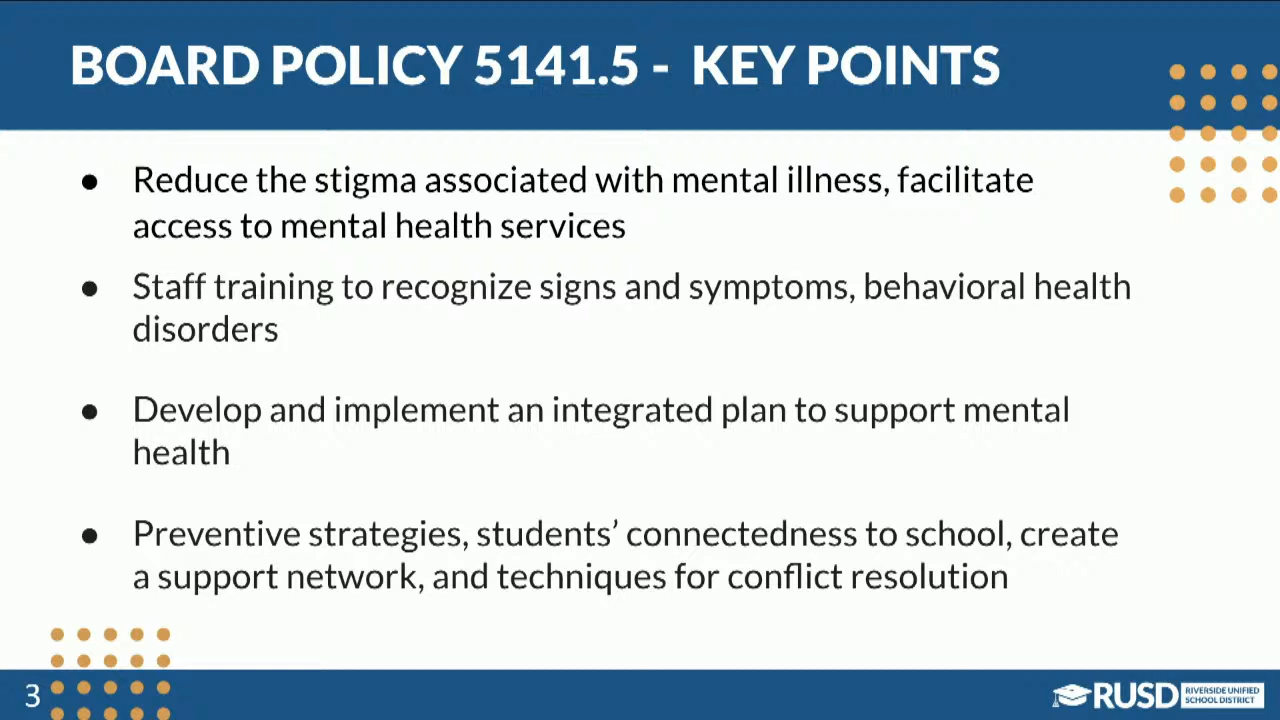 BOARD POLICY 5141.5 - KEY POINTS
● Reduce the stigma associated with mental illness, facilitate
access to mental health services
● Staff training to recognize signs and symptoms, behavioral health
disorders
● Develop and implement an integrated plan to support mental
health
● Preventive strategies, students’ connectedness to school, create
a support network, and techniques for conflict resolution
3
RUSD
RIVERSIDE UNIFIED
SCHOOL DISTRICT